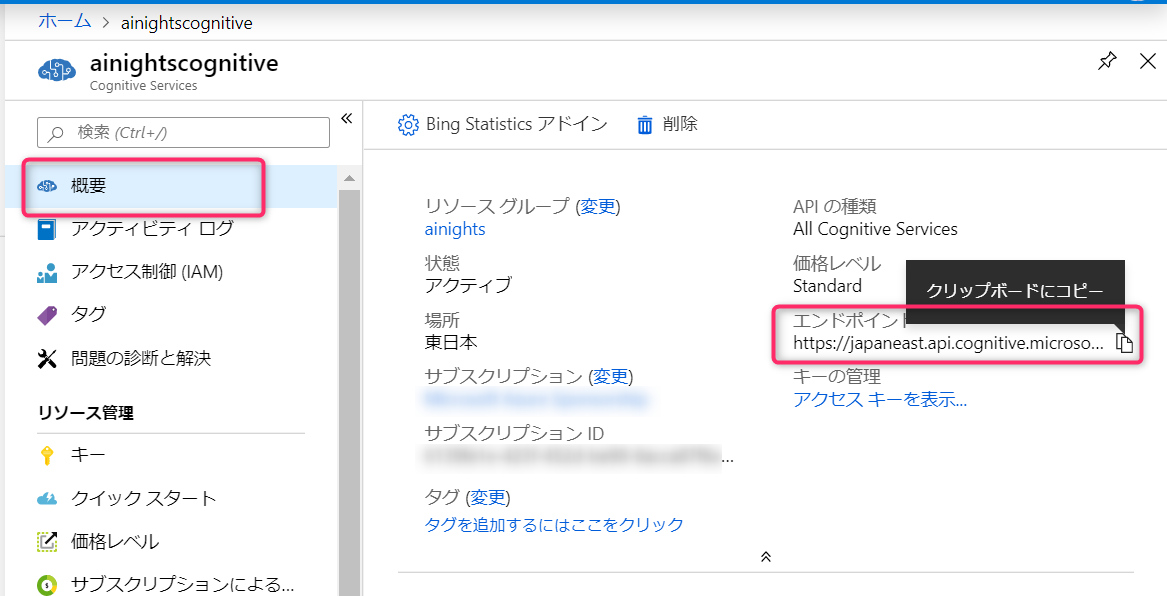 ホーム > ainightscognitive
ainightscognitive
Cognitive Services
検索 (Ctrl+/)
«
概要
アクティビティ ログ
アクセス制御 (IAM)
タグ
問題の診断と解決
リソース管理
キー
クイック スタート
価格レベル
サブスクリプションによる...
Bing Statistics アドイン
削除
リソース グループ (変更)
ainights
状態
アクティブ
場所
東日本
サブスクリプション (変更)
サブスクリプション ID
...
タグ (変更)
タグを追加するにはここをクリック
API の種類
All Cognitive Services
価格レベル
Standard
クリップボードにコピー
エンドポイント
https://japaneast.api.cognitive.microso...
キーの管理
アクセス キーを表示...